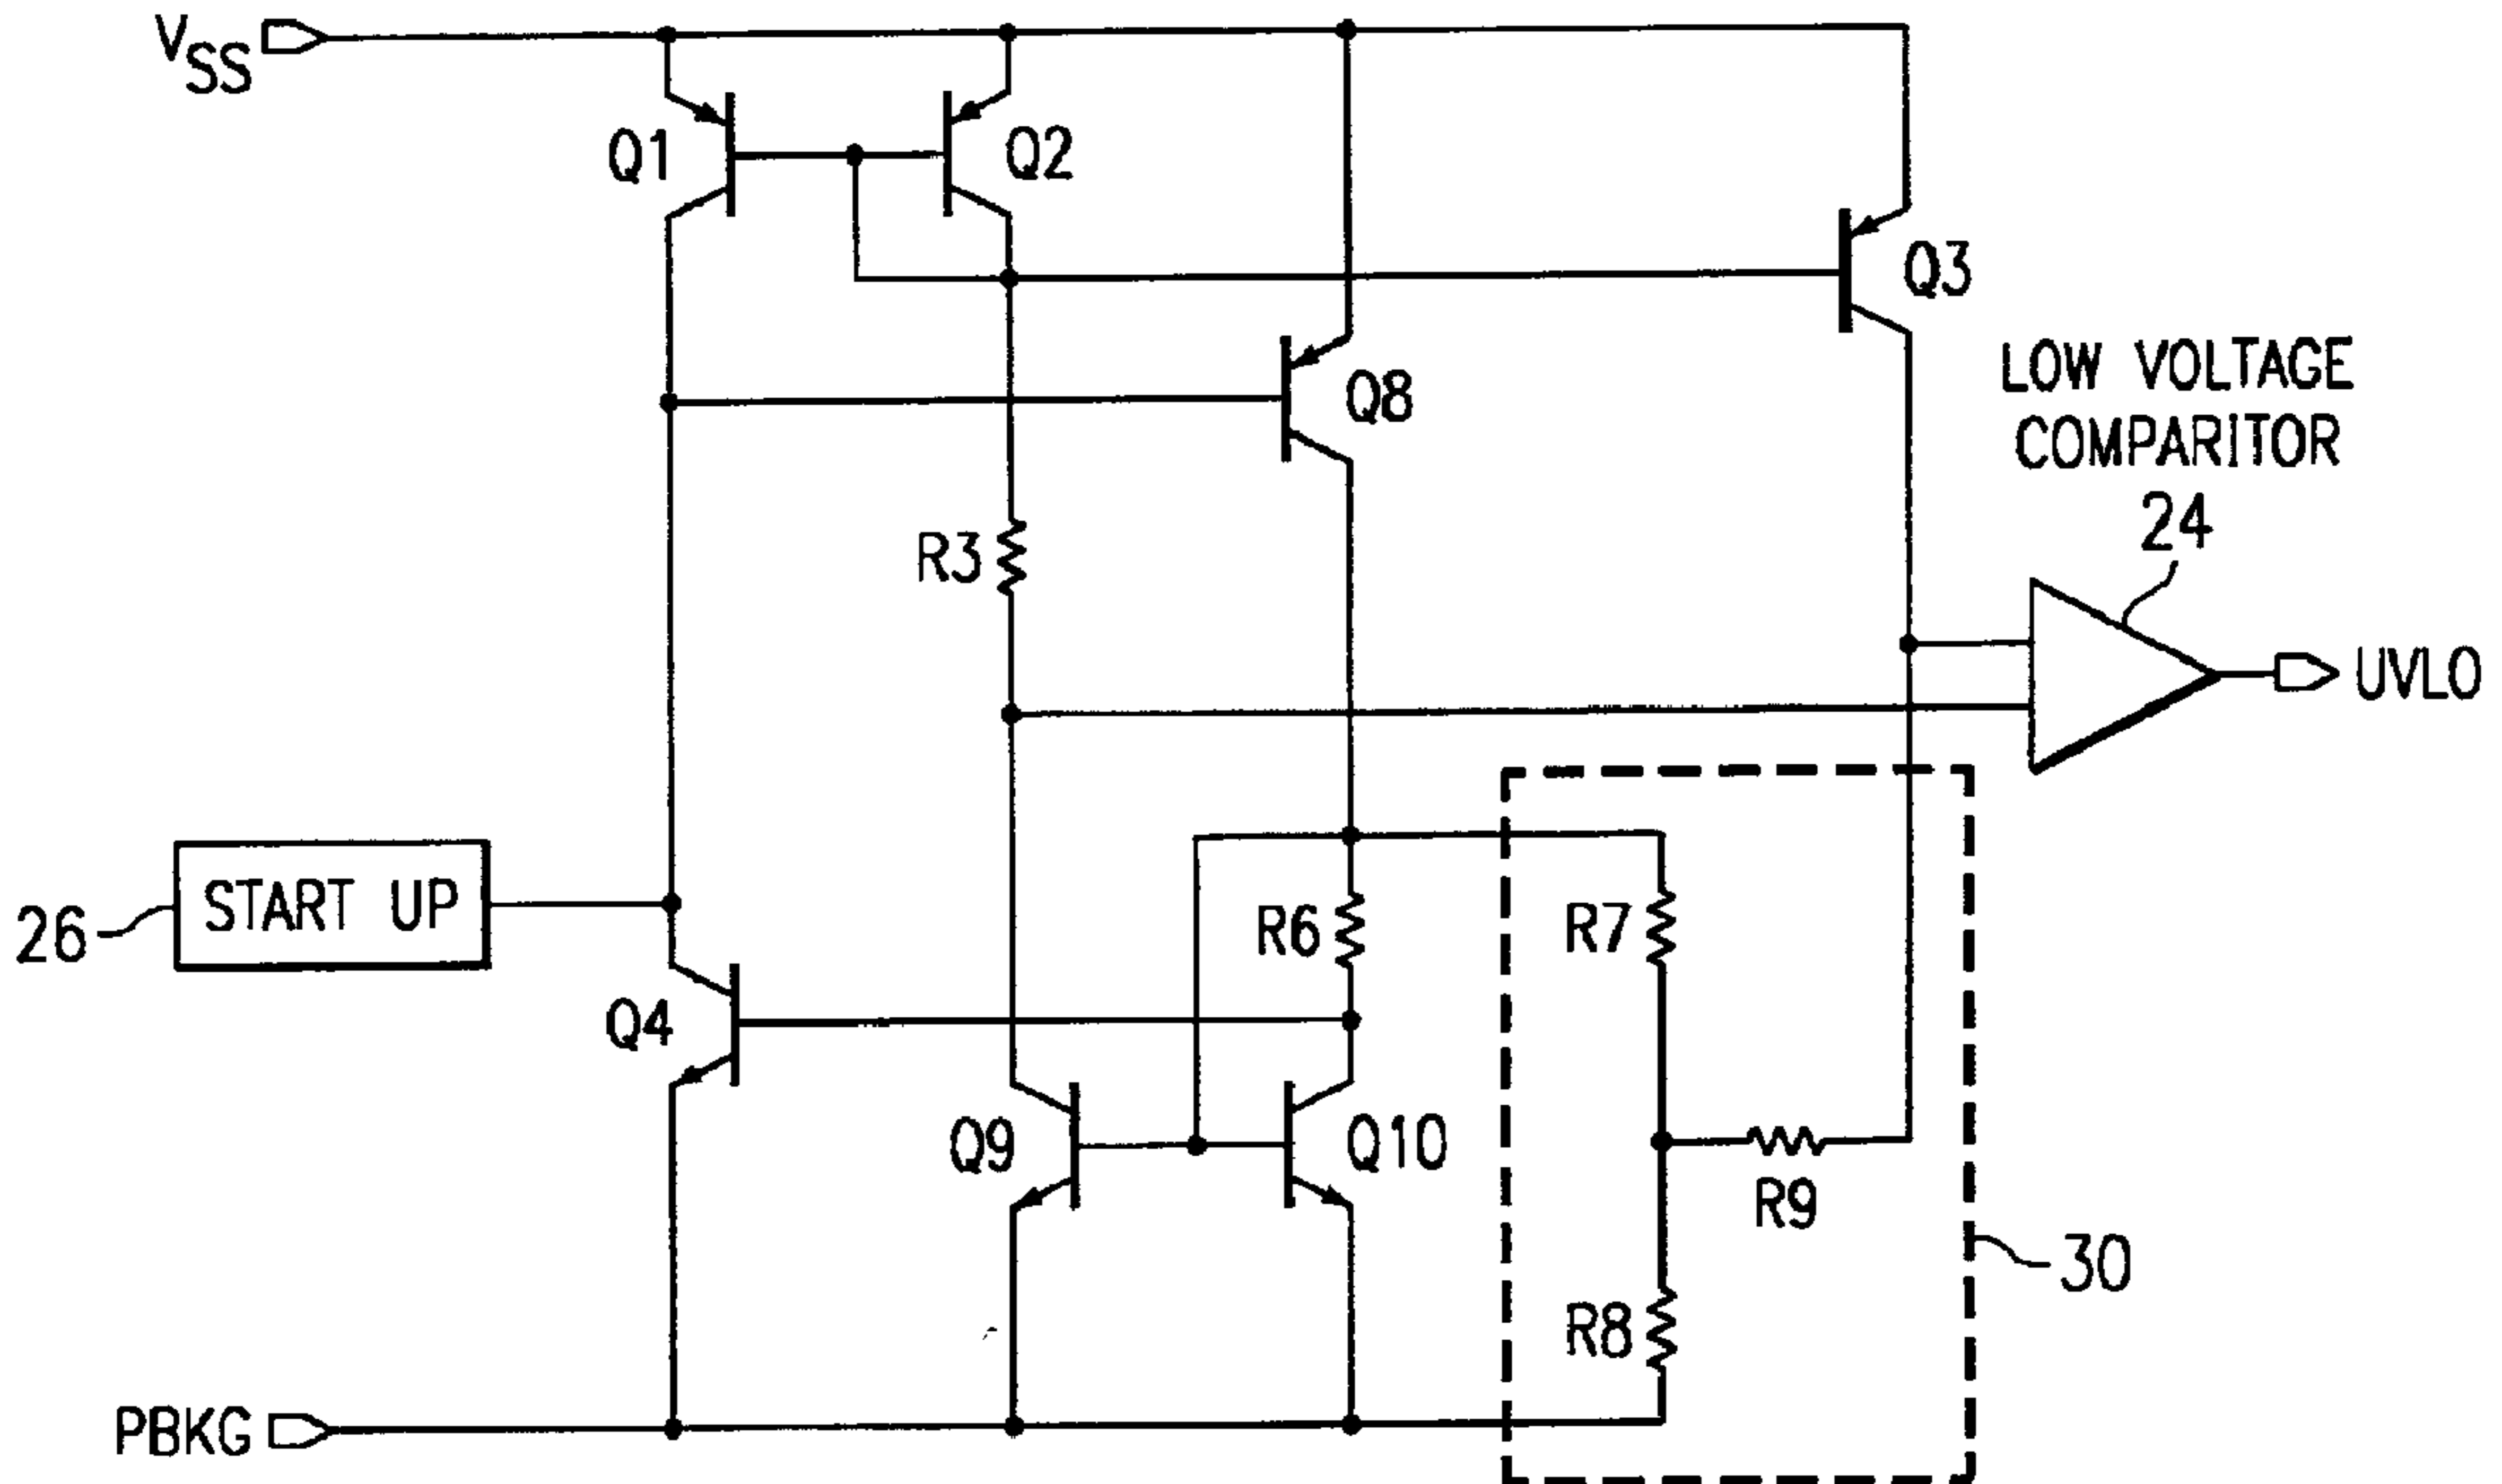 VSS
Q1
Q2
Q3
Q8
LOW VOLTAGE
COMPARITOR
24
R3
UVLO
26
START UP
R6
R7
Q4
Q9
Q10
R9
30
R8
PBKG